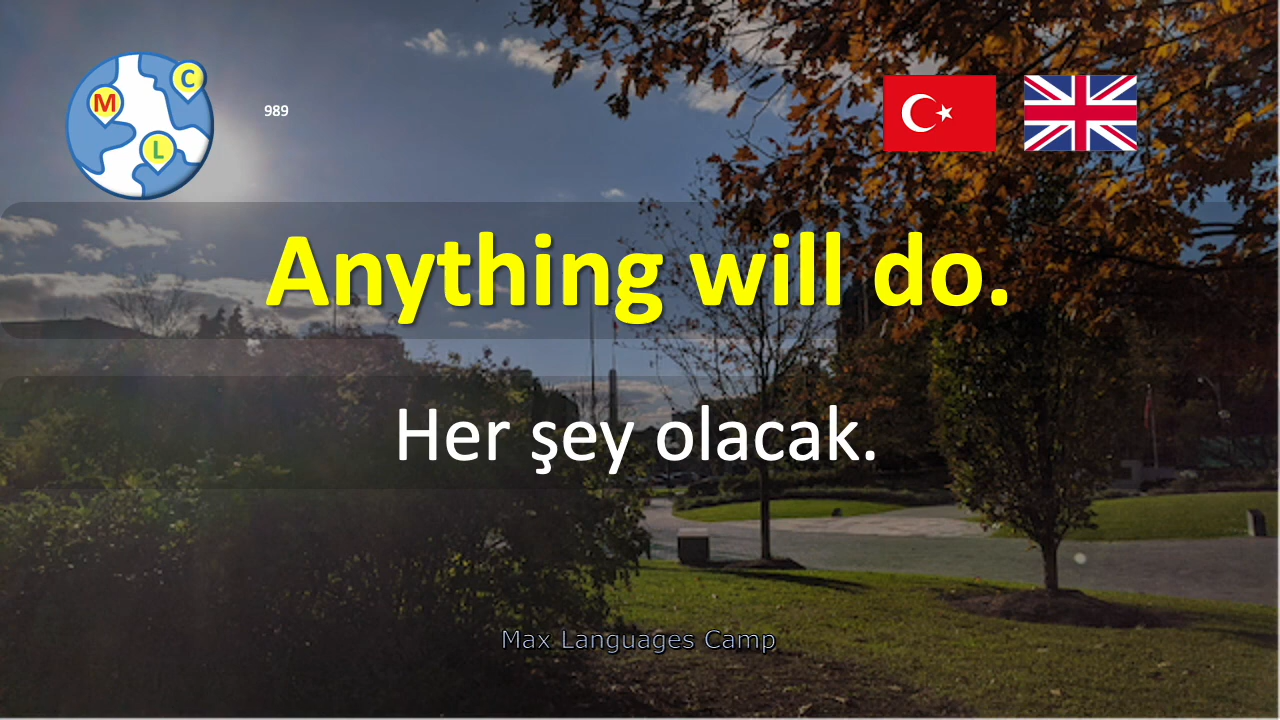 M
C
L
989
Anything will do.
Her şey olacak.
Max Languages Camp